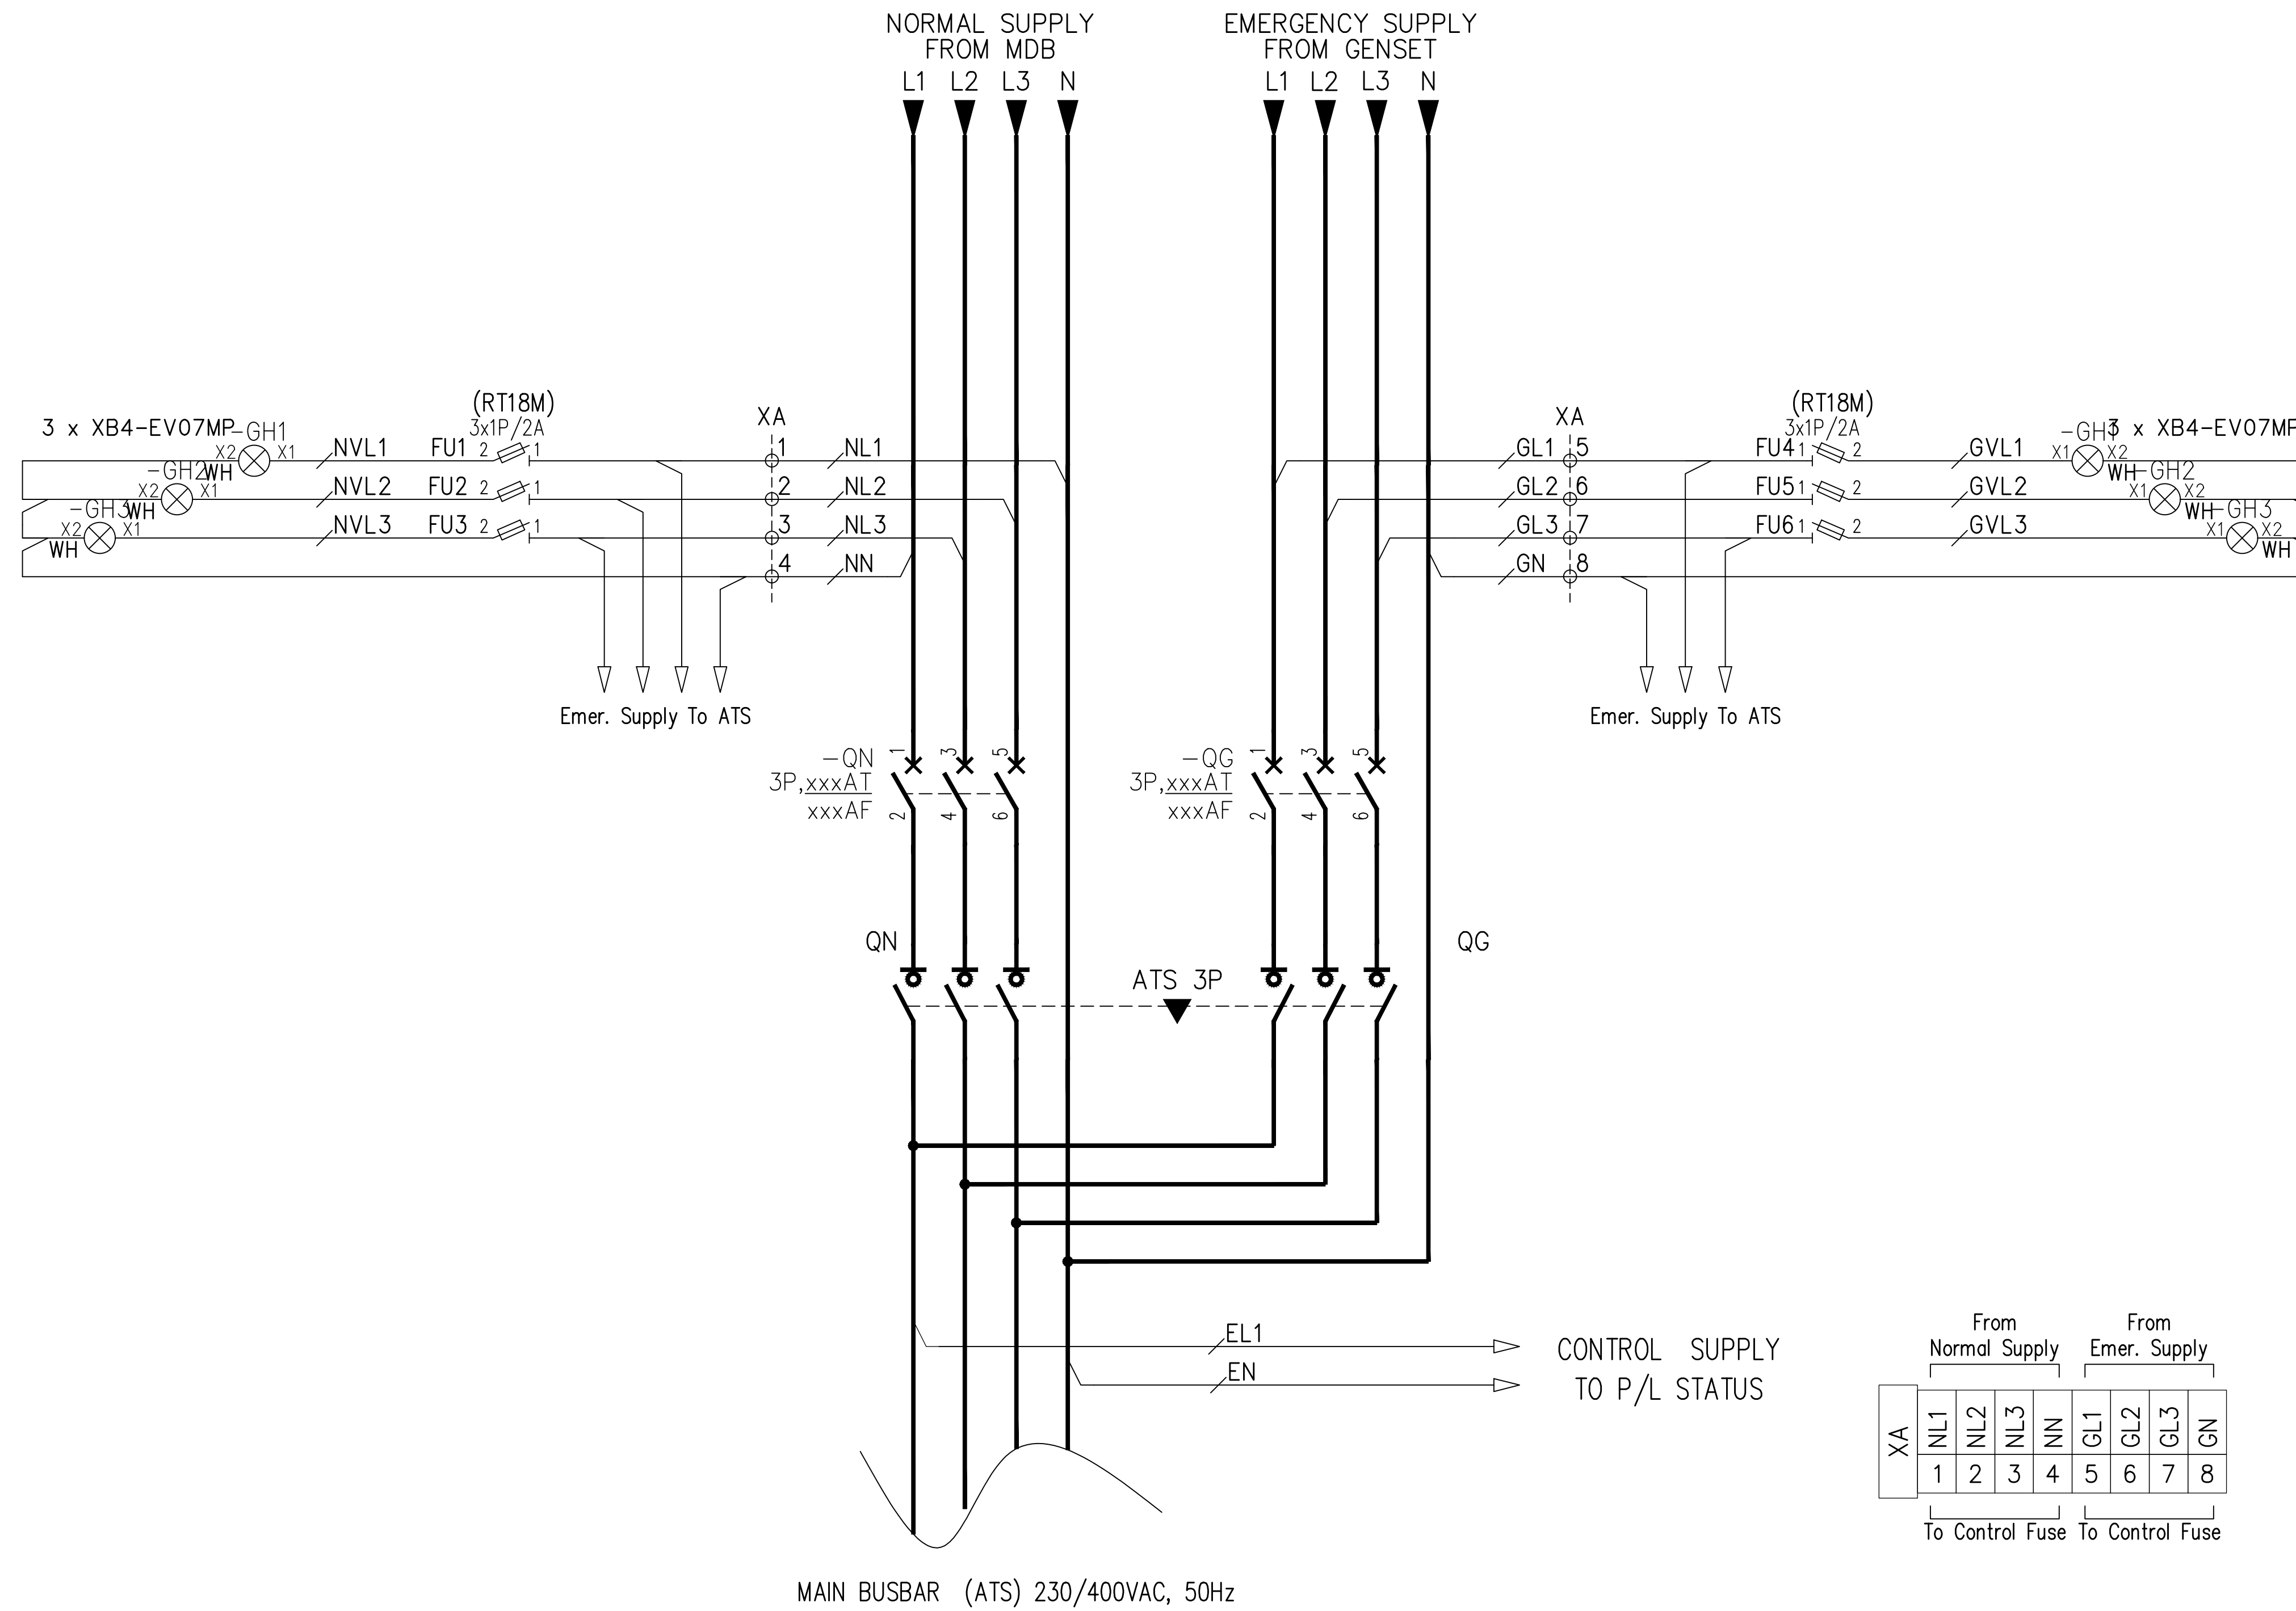 NORMAL SUPPLY
FROM MDB
L1 L2 L3 N
EMERGENCY SUPPLY
FROM GENSET
L1 L2 L3 N
(RT18M)
3x1P/2A
XA
3 x XB4-EV07MP
-GH1
X2 X1
WH
NVL1
FU1 2 1
1
NL1
-GH2
X2 X1
WH
NVL2
FU2 2 1
2
NL2
-GH3
X2 X1
WH
NVL3
FU3 2 1
3
NL3
4
NN
Emer. Supply To ATS
XA
(RT18M)
3x1P/2A
GL1
5
FU4 1 2
GVL1
-GH1
X1 X2
WH
3 x XB4-EV07MP
GL2
6
FU5 1 2
GVL2
-GH2
X1 X2
WH
GL3
7
FU6 1 2
GVL3
-GH3
X1 X2
WH
GN
8
Emer. Supply To ATS
-QN
3P,xxxAT
xxxAF
1 3 5
2 4 6
-QG
3P,xxxAT
xxxAF
1 3 5
2 4 6
QN
ATS 3P
QG
EL1
CONTROL SUPPLY
EN
TO P/L STATUS
From
Normal Supply
From
Emer. Supply
XA
NL1 NL2 NL3 NN GL1 GL2 GL3 GN
1 2 3 4 5 6 7 8
To Control Fuse
To Control Fuse
MAIN BUSBAR (ATS) 230/400VAC, 50Hz